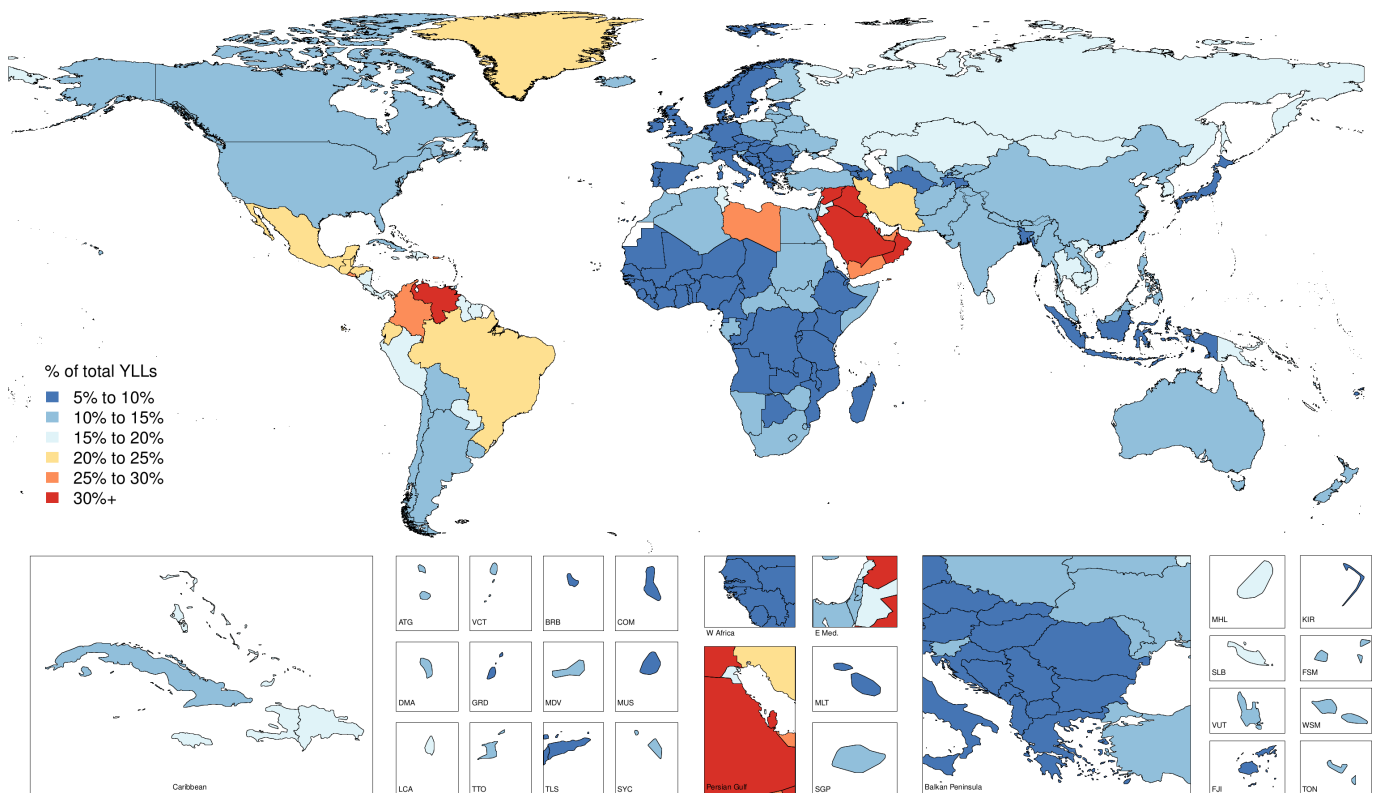 % of total YLLs
5% to 10%
10% to 15%
15% to 20%
20% to 25%
25% to 30%
30%+
Caribbean
ATG
VCT
BRB
COM
DMA
GRD
MDV
MUS
LCA
TTO
TLS
SYC
W Africa
E Med.
Persian Gulf
MLT
SGP
Balkan Peninsula
MHL
KIR
SLB
FSM
VUT
WSM
FJI
TON